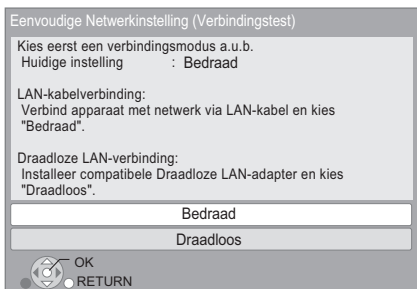 Eenvoudige Netwerkinstelling (Verbindingstest)
Kies eerst een verbindingsmodus a.u.b.
Huidige instelling : Bedraad
LAN-kabelverbinding:
Verbind apparaat met netwerk via LAN-kabel en kies
"Bedraad".
Draadloze LAN-verbinding:
Installeer compatibele Draadloze LAN-adapter en kies
"Draadloos".
Bedraad
Draadloos
OK
RETURN